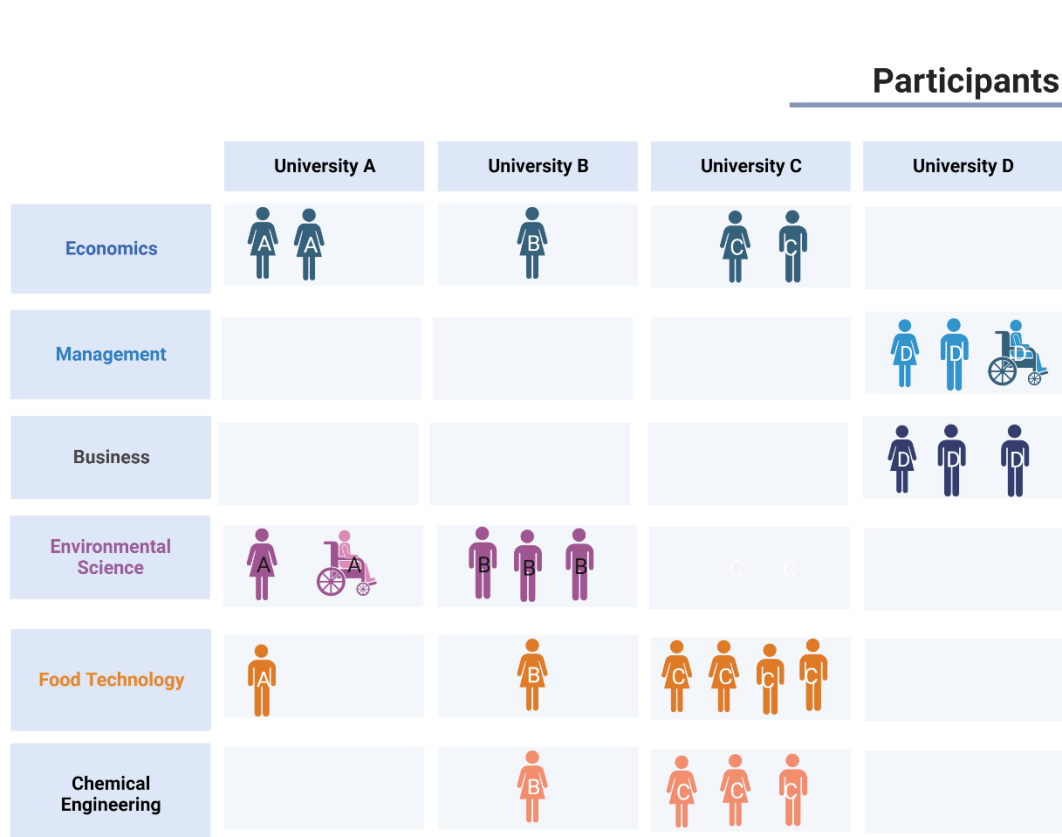 Participants
University A University B University C University D
Economics A A B C C
Management D D D
Business D D D
Environmental
Science A A B B B C C
Food Technology A B C C C C
Chemical
Engineering B C C C